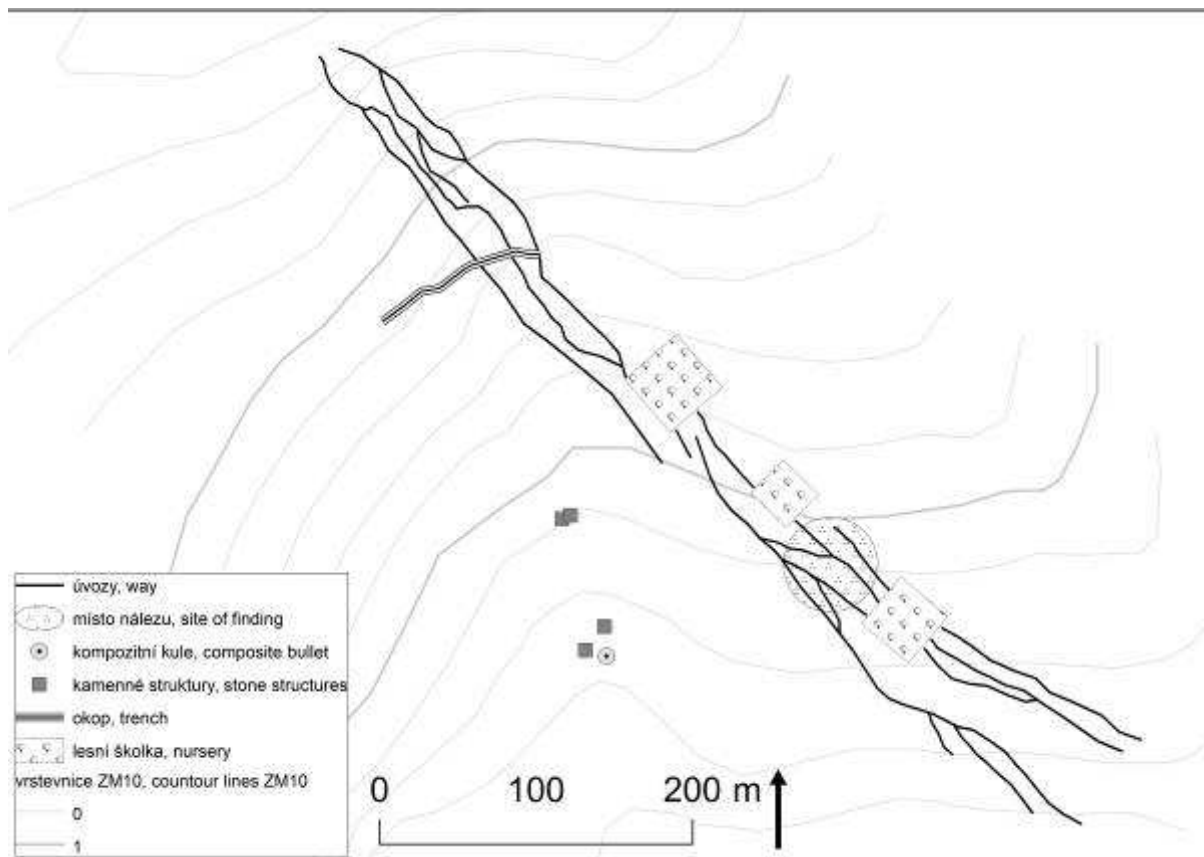 úvozy, way
místo nálezu, site of finding
kompozitní kule, composite bullet
kamenné struktury, stone structures
okop, trench
lesní školka, nursery
vrstevnice ZM10, countour lines ZM10
0
1
0 100 200 m